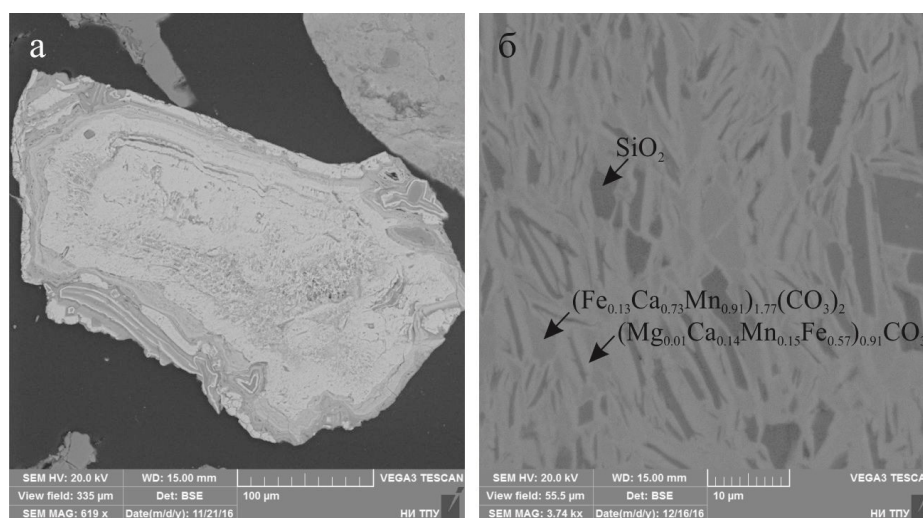 а
SEM HV: 20.0 kV WD: 15.00 mm VEGA3 TESCAN
View field: 335 µm Det: BSE 100 µm
SEM MAG: 619 x Date(m/d/y): 11/21/16 НИ ТПУ
б
SiO₂
(Fe₀.₁₃Ca₀.₇₃Mn₀.₉₁)₁.₇₇(CO₃)₂
(Mg₀.₀₁Ca₀.₁₄Mn₀.₁₅Fe₀.₅₇)₀.₉₁CO₃
SEM HV: 20.0 kV WD: 15.00 mm VEGA3 TESCAN
View field: 55.5 µm Det: BSE 10 µm
SEM MAG: 3.74 kx Date(m/d/y): 12/16/16 НИ ТПУ